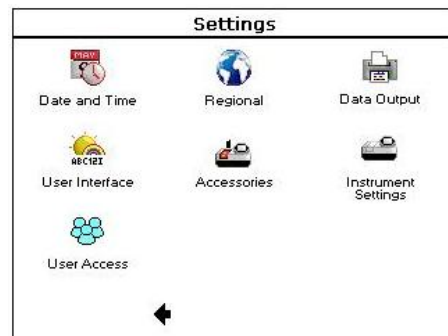 Settings
MAY
Date and Time
Regional
Data Output
ABC123
User Interface
Accessories
Instrument
Settings
User Access